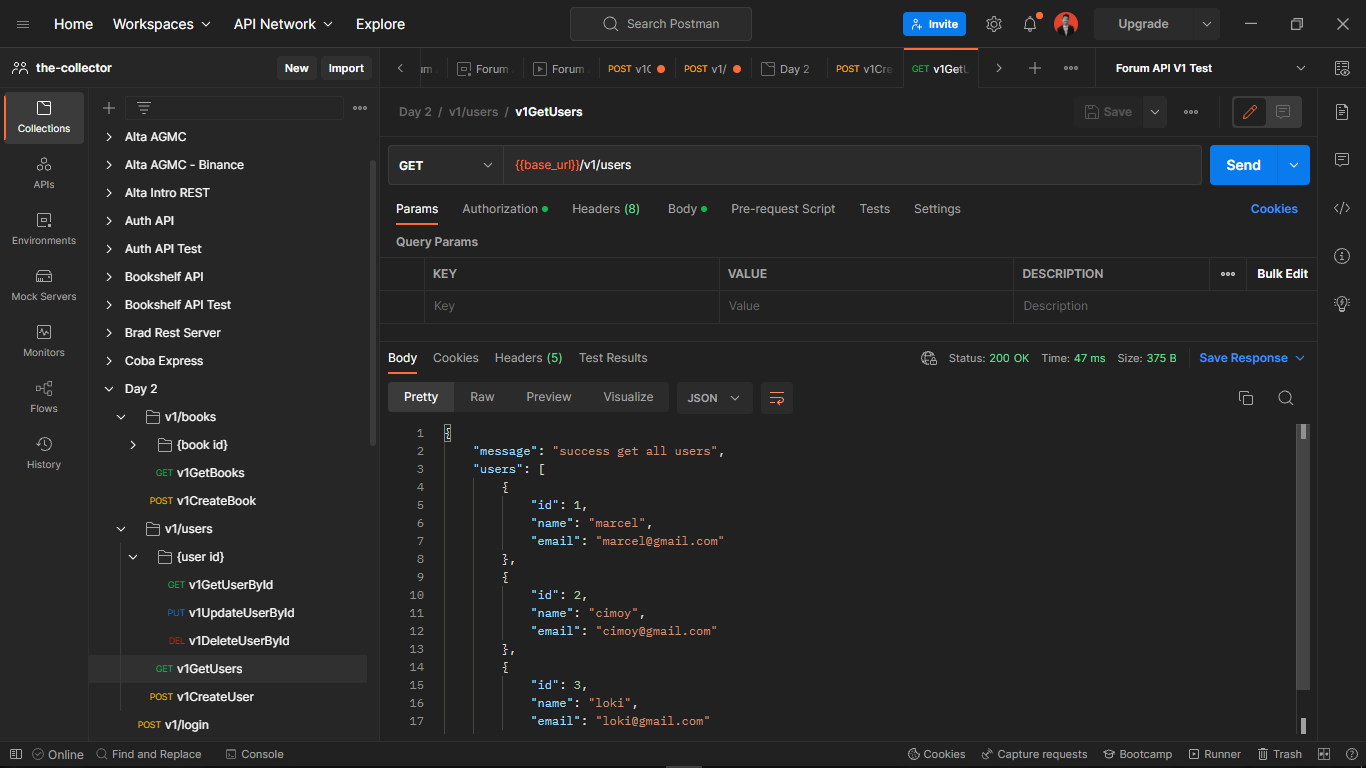 Home Workspaces API Network Explore Search Postman Invite Upgrade
the-collector New Import
Forum Forum POST v1C POST v1/ Day 2 POST v1Cre GET v1GetU Forum API V1 Test
Collections
APIs
Environments
Mock Servers
Monitors
Flows
History
Alta AGMC
Alta AGMC - Binance
Alta Intro REST
Auth API
Auth API Test
Bookshelf API
Bookshelf API Test
Brad Rest Server
Coba Express
Day 2
v1/books
{book id}
GET v1GetBooks
POST v1CreateBook
v1/users
{user id}
GET v1GetUserById
PUT v1UpdateUserById
DEL v1DeleteUserById
GET v1GetUsers
POST v1CreateUser
POST v1/login
Day 2 / v1/users / v1GetUsers Save
GET {{base_url}}/v1/users Send
Params Authorization Headers (8) Body Pre-request Script Tests Settings Cookies
Query Params
KEY VALUE DESCRIPTION Bulk Edit
Key Value Description
Body Cookies Headers (5) Test Results Status: 200 OK Time: 47 ms Size: 375 B Save Response
Pretty Raw Preview Visualize JSON
1 {
2 "message": "success get all users",
3 "users": [
4 {
5 "id": 1,
6 "name": "marcel",
7 "email": "marcel@gmail.com"
8 },
9 {
10 "id": 2,
11 "name": "cimoy",
12 "email": "cimoy@gmail.com"
13 },
14 {
15 "id": 3,
16 "name": "loki",
17 "email": "loki@gmail.com"
Online Find and Replace Console Cookies Capture requests Bootcamp Runner Trash